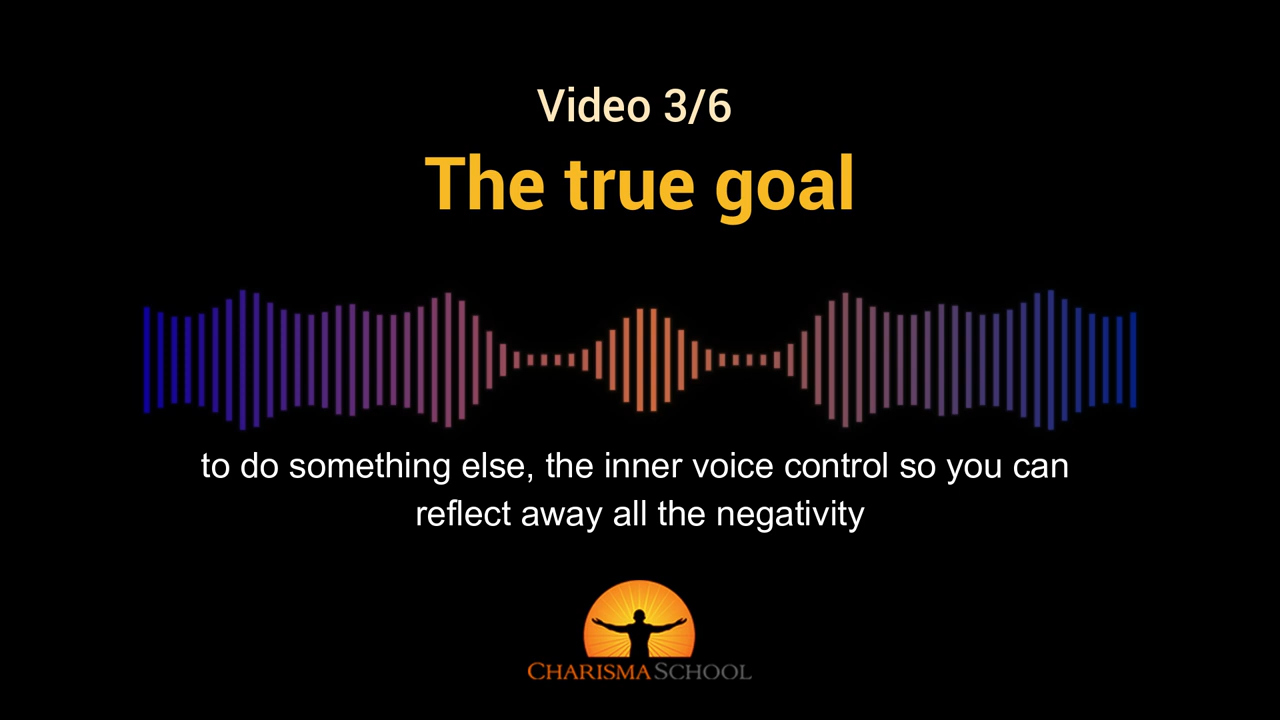 Video 3/6
The true goal
to do something else, the inner voice control so you can
reflect away all the negativity
CHARISMA SCHOOL